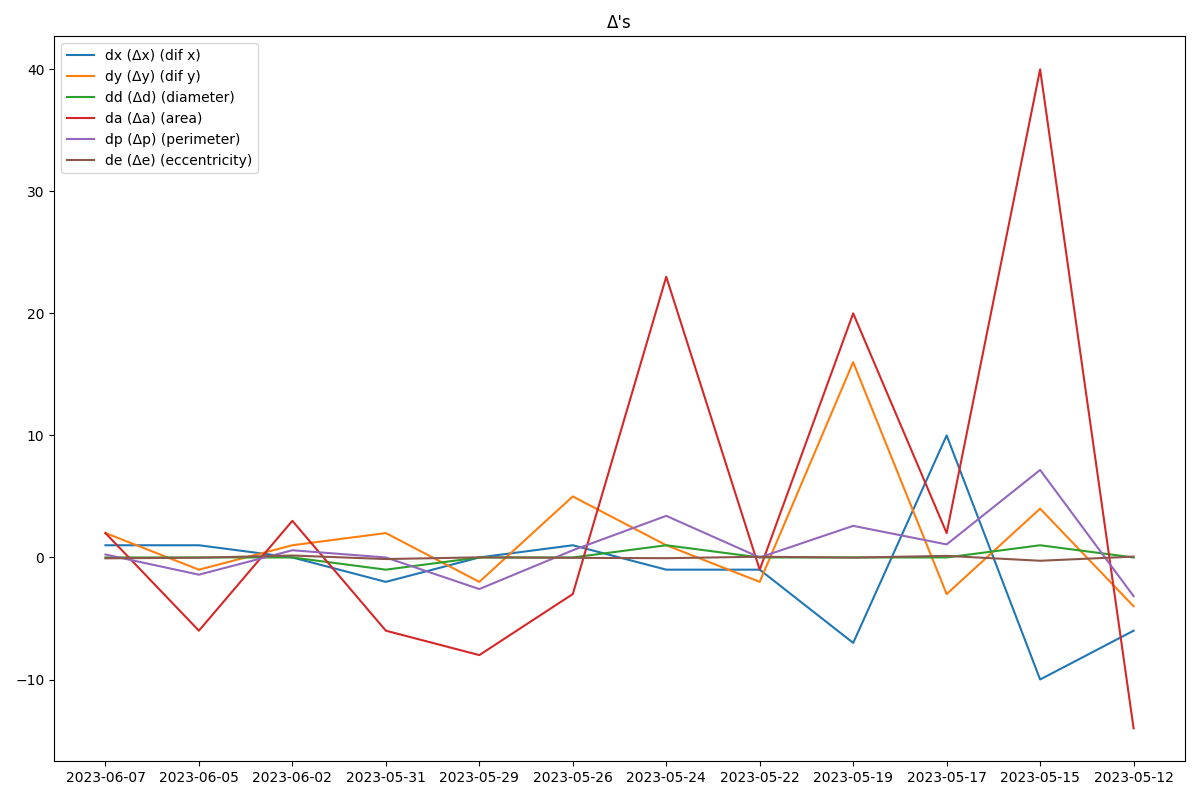 Δ's
dx (Δx) (dif x)
dy (Δy) (dif y)
dd (Δd) (diameter)
da (Δa) (area)
dp (Δp) (perimeter)
de (Δe) (eccentricity)
40
30
20
10
0
−10
2023-06-07 2023-06-05 2023-06-02 2023-05-31 2023-05-29 2023-05-26 2023-05-24 2023-05-22 2023-05-19 2023-05-17 2023-05-15 2023-05-12